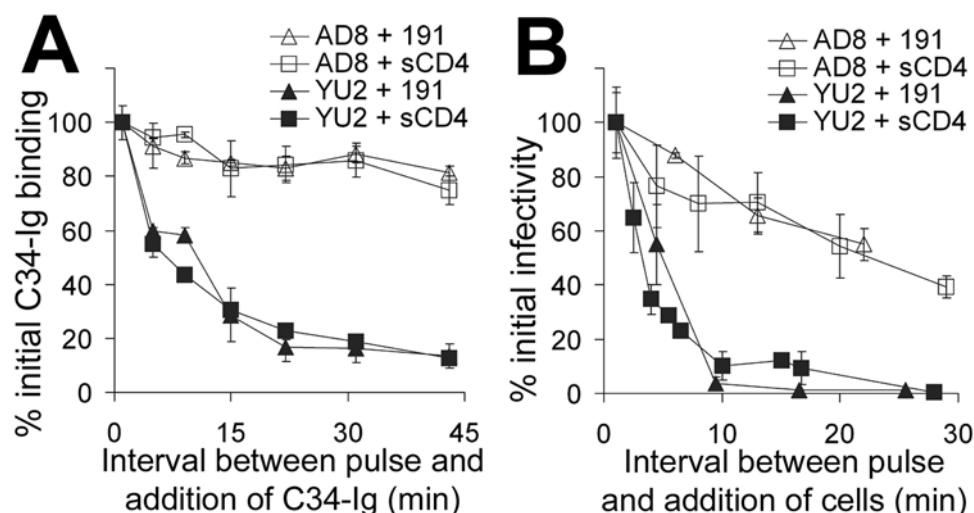 A
AD8 + 191
AD8 + sCD4
YU2 + 191
YU2 + sCD4
% initial C34-Ig binding
100
80
60
40
20
0
0 15 30 45
Interval between pulse and
addition of C34-Ig (min)
B
AD8 + 191
AD8 + sCD4
YU2 + 191
YU2 + sCD4
% initial infectivity
100
80
60
40
20
0
0 10 20 30
Interval between pulse
and addition of cells (min)